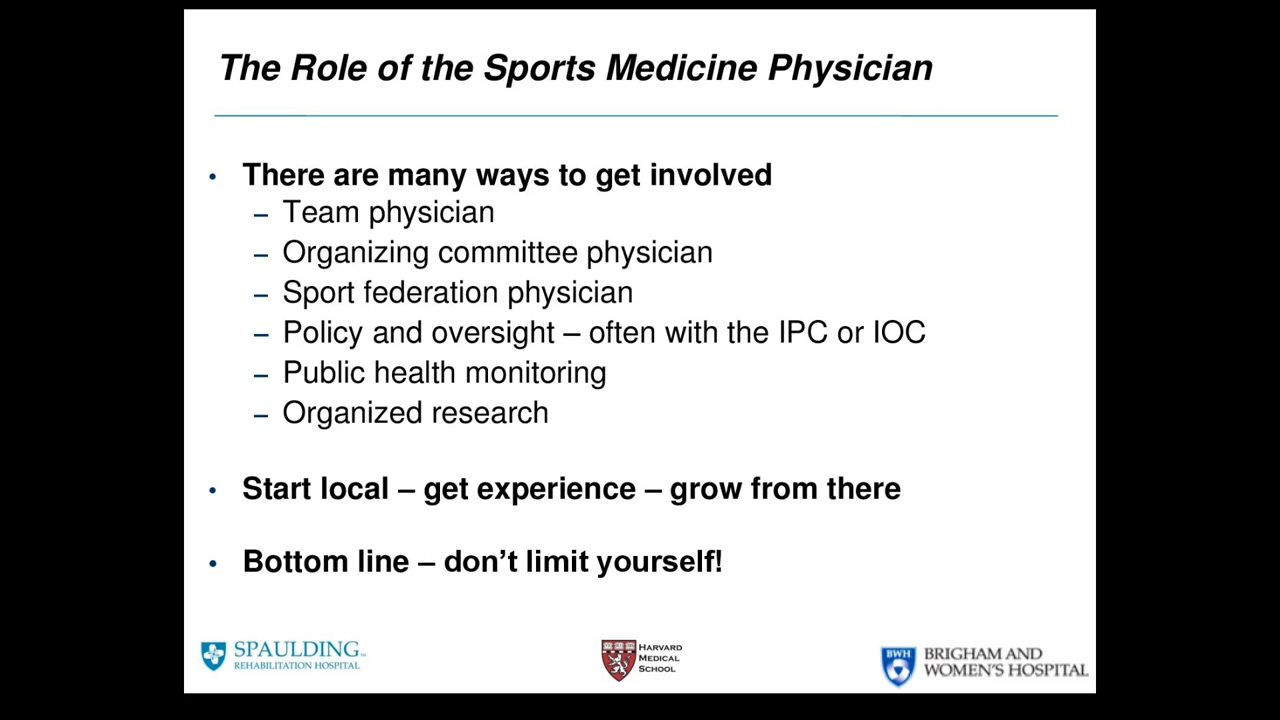 The Role of the Sports Medicine Physician
• There are many ways to get involved
– Team physician
– Organizing committee physician
– Sport federation physician
– Policy and oversight – often with the IPC or IOC
– Public health monitoring
– Organized research
• Start local – get experience – grow from there
• Bottom line – don’t limit yourself!
SPAULDING
REHABILITATION HOSPITAL
HARVARD
MEDICAL
SCHOOL
BWH
BRIGHAM AND
WOMEN'S HOSPITAL